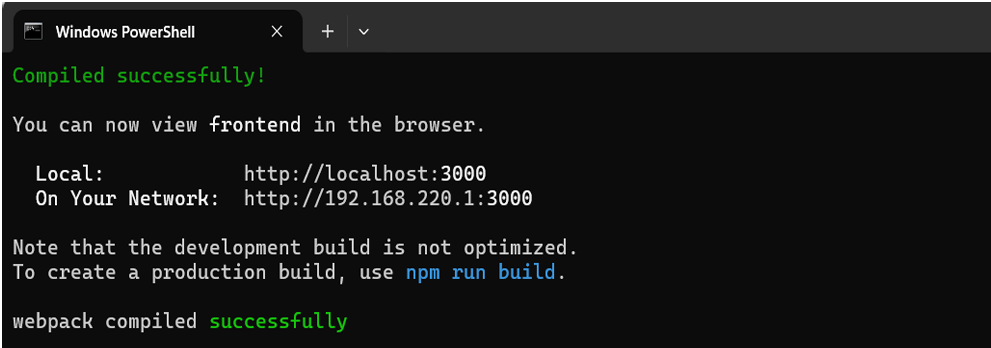 Windows PowerShell
Compiled successfully!
You can now view frontend in the browser.
Local: http://localhost:3000
On Your Network: http://192.168.220.1:3000
Note that the development build is not optimized.
To create a production build, use npm run build.
webpack compiled successfully